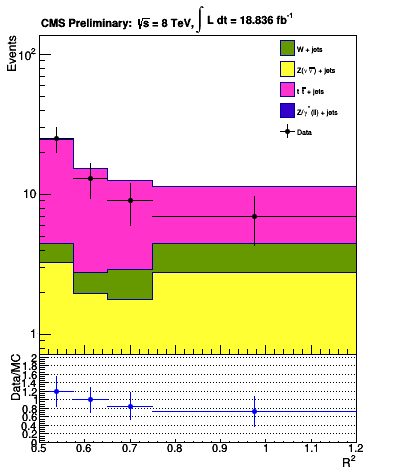 CMS Preliminary: √s = 8 TeV, ∫ L dt = 18.836 fb⁻¹
Events
10²
10
1
W + jets
Z(ν ν̅) + jets
t t̅ + jets
Z/γ*(ll) + jets
Data
Data/MC
2
1.8
1.6
1.4
1.2
1
0.8
0.6
0.4
0.2
0
0.5 0.6 0.7 0.8 0.9 1 1.1 1.2
R²